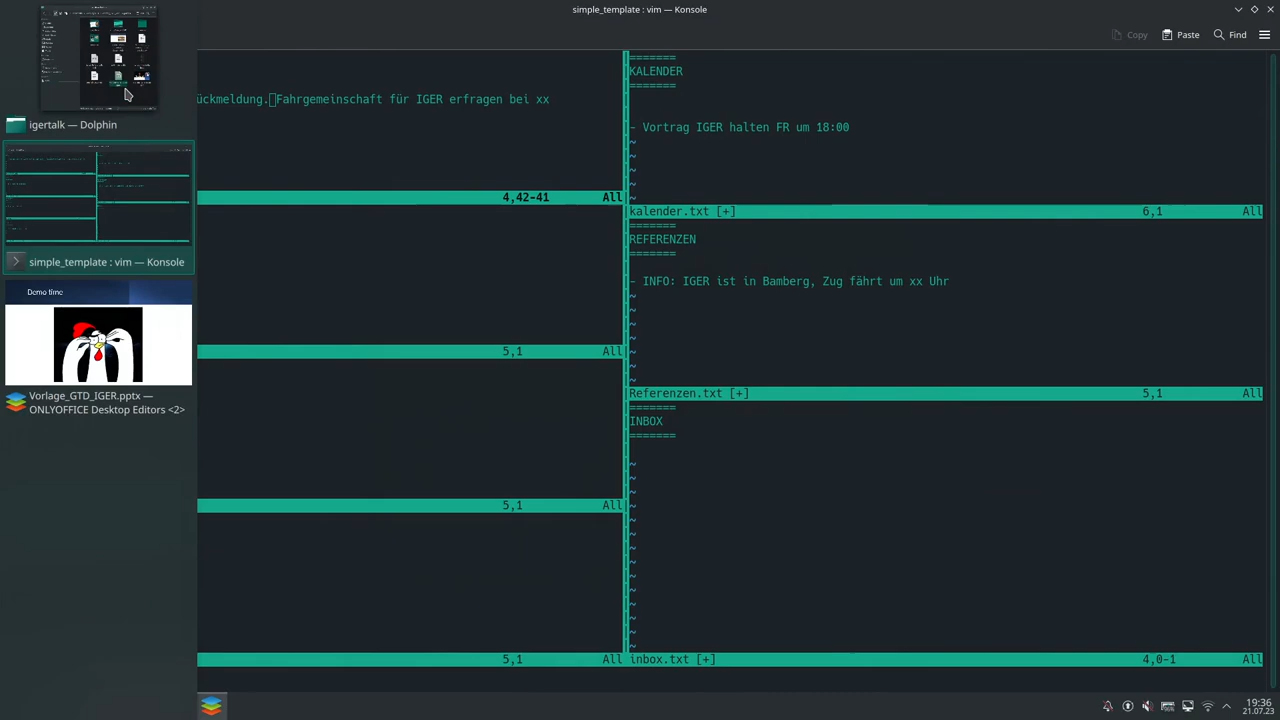 simple_template : vim — Konsole
Copy
Paste
Find
igertalk — Dolphin
simple_template : vim — Konsole
Demo time
Vorlage_GTD_IGER.pptx —
ONLYOFFICE Desktop Editors <2>
ückmeldung. Fahrgemeinschaft für IGER erfragen bei xx
4,42-41 All
5,1 All
5,1 All
5,1 All
=======
KALENDER
=======
- Vortrag IGER halten FR um 18:00
~
~
~
~
kalender.txt [+] 6,1 All
=======
REFERENZEN
=======
- INFO: IGER ist in Bamberg, Zug fährt um xx Uhr
~
~
~
~
~
~
~
Referenzen.txt [+] 5,1 All
=======
INBOX
=======
~
~
~
~
~
~
~
~
~
~
~
~
~
~
inbox.txt [+] 4,0-1 All
19:36
21.07.23